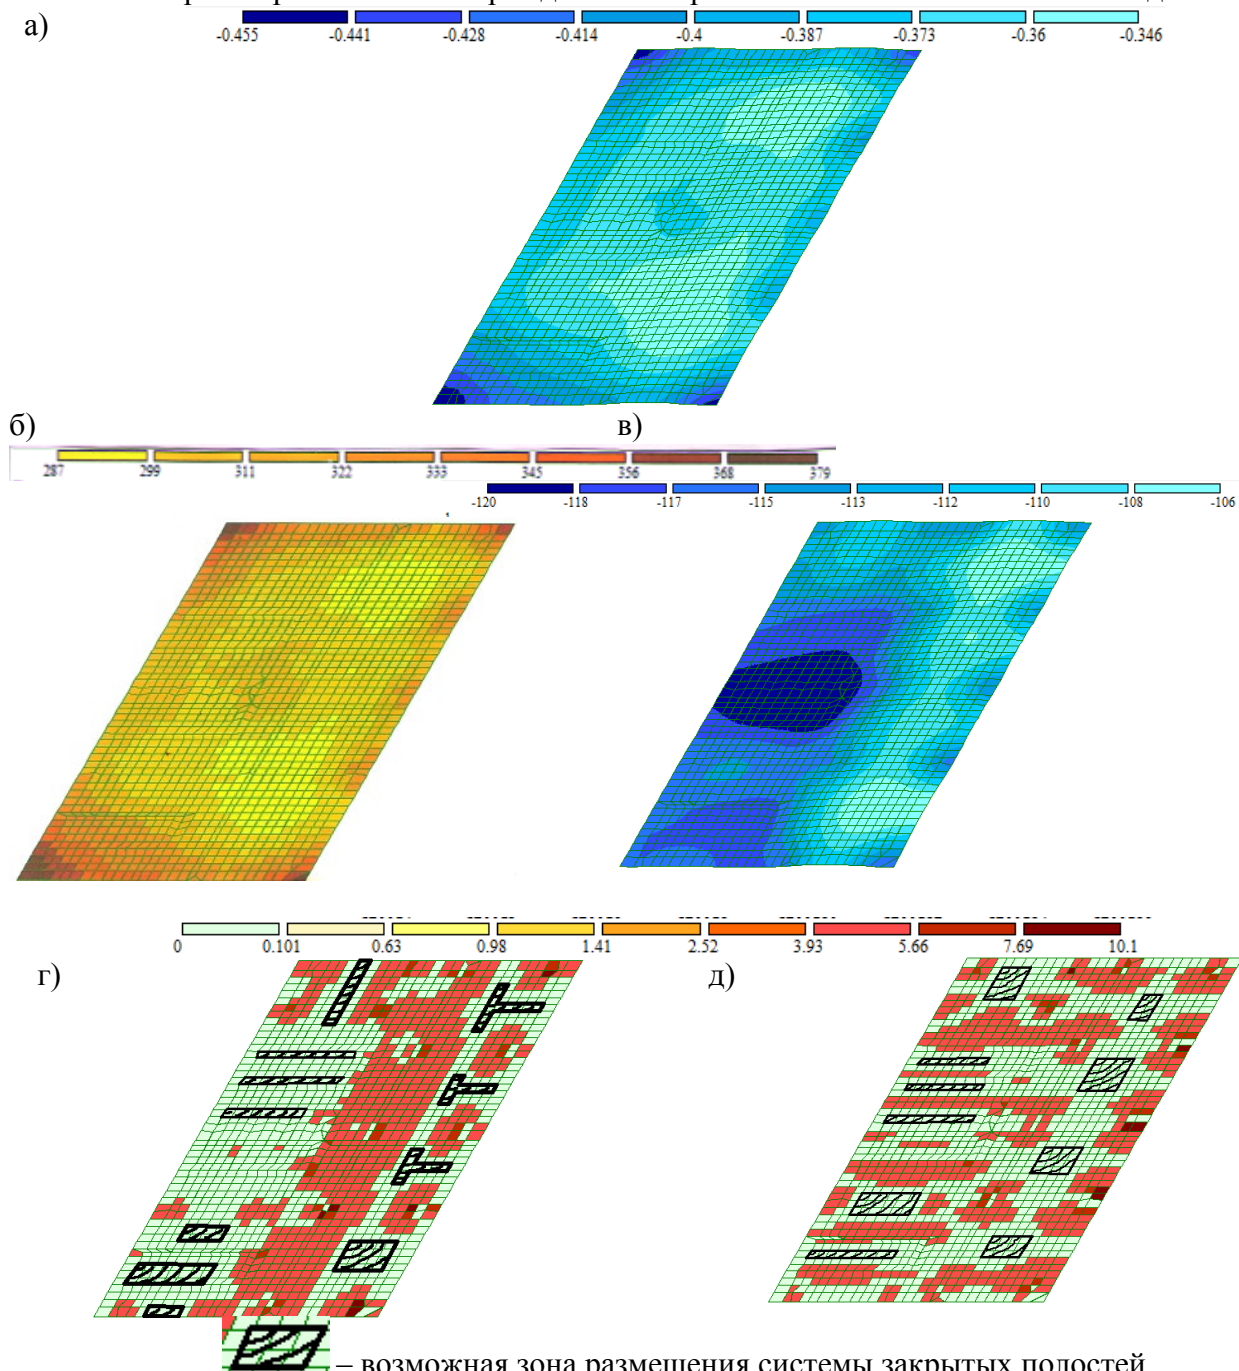 а)
-0.455 -0.441 -0.428 -0.414 -0.4 -0.387 -0.373 -0.36 -0.346
б) в)
287 299 311 322 333 345 356 368 379
-120 -118 -117 -115 -113 -112 -110 -108 -106
0 0.101 0.63 0.98 1.41 2.52 3.93 5.66 7.69 10.1
г) д)
– возможная зона размещения системы закрытых полостей